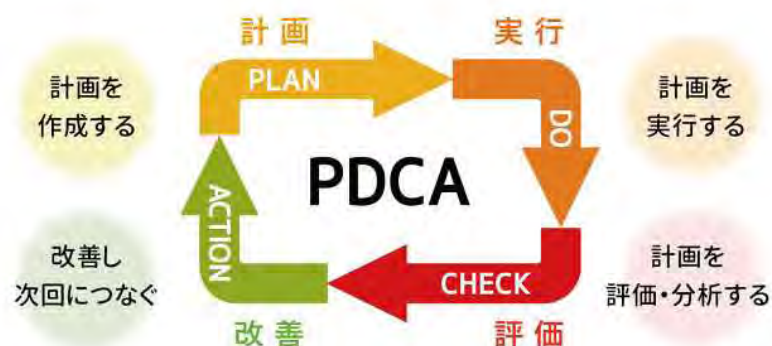 計画
実行
計画を
作成する
PLAN
DO
計画を
実行する
PDCA
改善し
次回につなぐ
ACTION
CHECK
計画を
評価・分析する
改善
評価